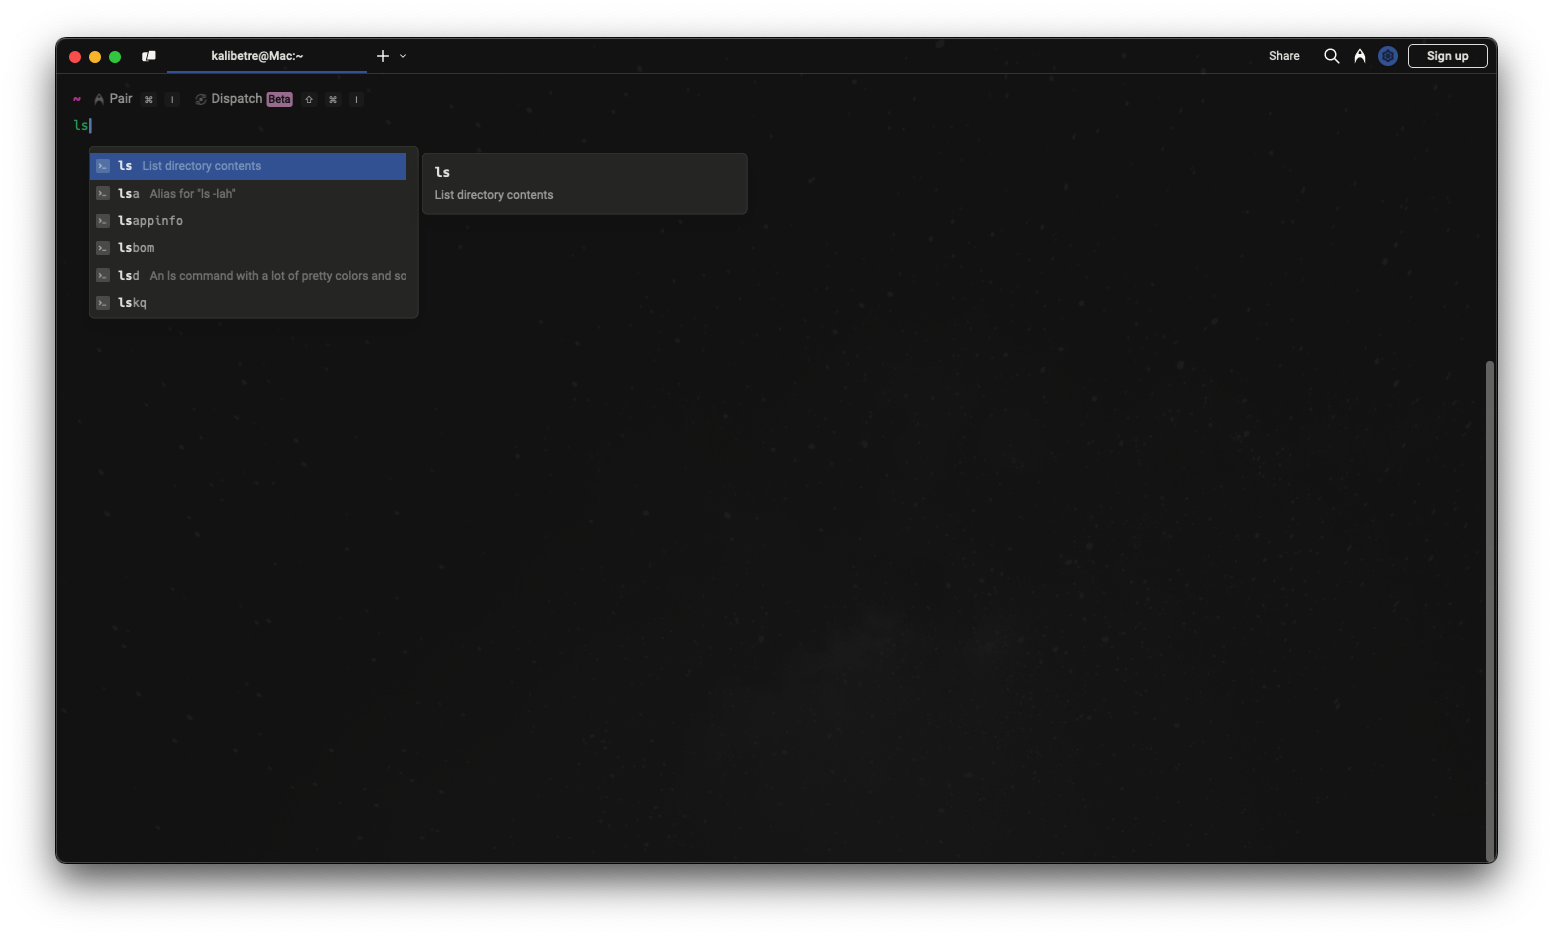 kalibetre@Mac:~
Share
Sign up
~ Pair ⌘ I Dispatch Beta ⇧ ⌘ I
ls
ls List directory contents
lsa Alias for "ls -lah"
lsappinfo
lsbom
lsd An ls command with a lot of pretty colors and so
lskq
ls
List directory contents